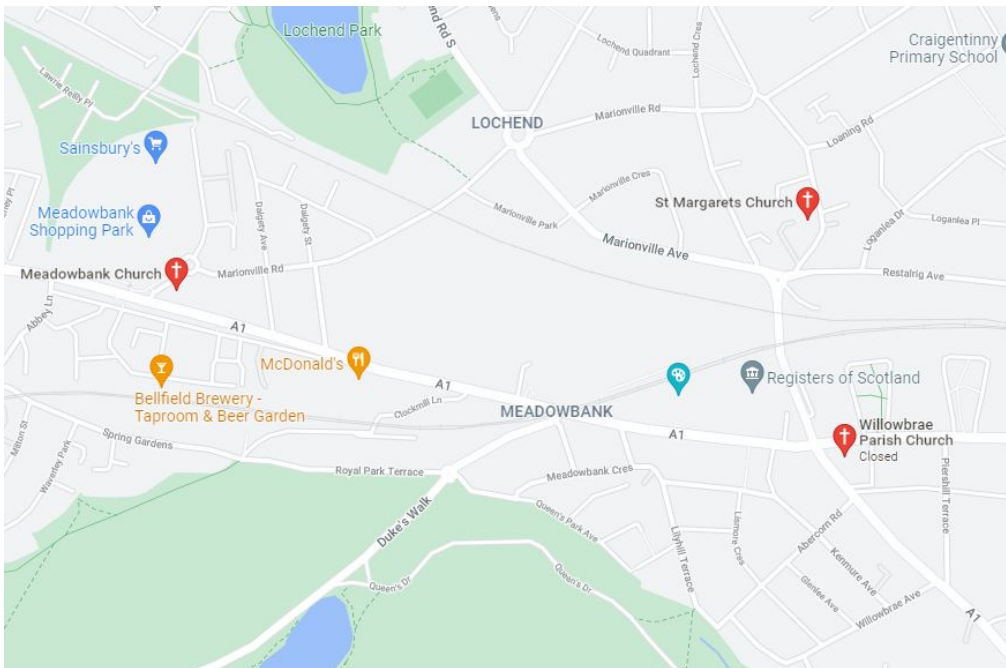 Lochend Park
Lochend Rd S
Lochend Quadrant
Lochend Cres
Craigentinny
Primary School
Lawrie Reilly Pl
Marionville Rd
LOCHEND
Loaning Rd
Sainsbury's
Marionville Cres
St Margarets Church
Meadowbank
Shopping Park
Dalgety Ave
Dalgety St
Marionville Park
Loganlea Dr
Loganlea Pl
Marionville Ave
Meadowbank Church
Marionville Rd
Restalrig Ave
Abbey Ln
A1
McDonald's
A1
Registers of Scotland
Bellfield Brewery -
Taproom & Beer Garden
Clockmill Ln
MEADOWBANK
A1
Willowbrae
Parish Church
Closed
Milton St
Spring Gardens
Waverley Park
Royal Park Terrace
Meadowbank Cres
Piershill Terrace
Duke's Walk
Queen's Park Ave
Lilyhill Terrace
Lismore Cres
Abercorn Rd
Kenmure Ave
Queen's Dr
Queen's Dr
Glenlee Ave
Willowbrae Ave
A1